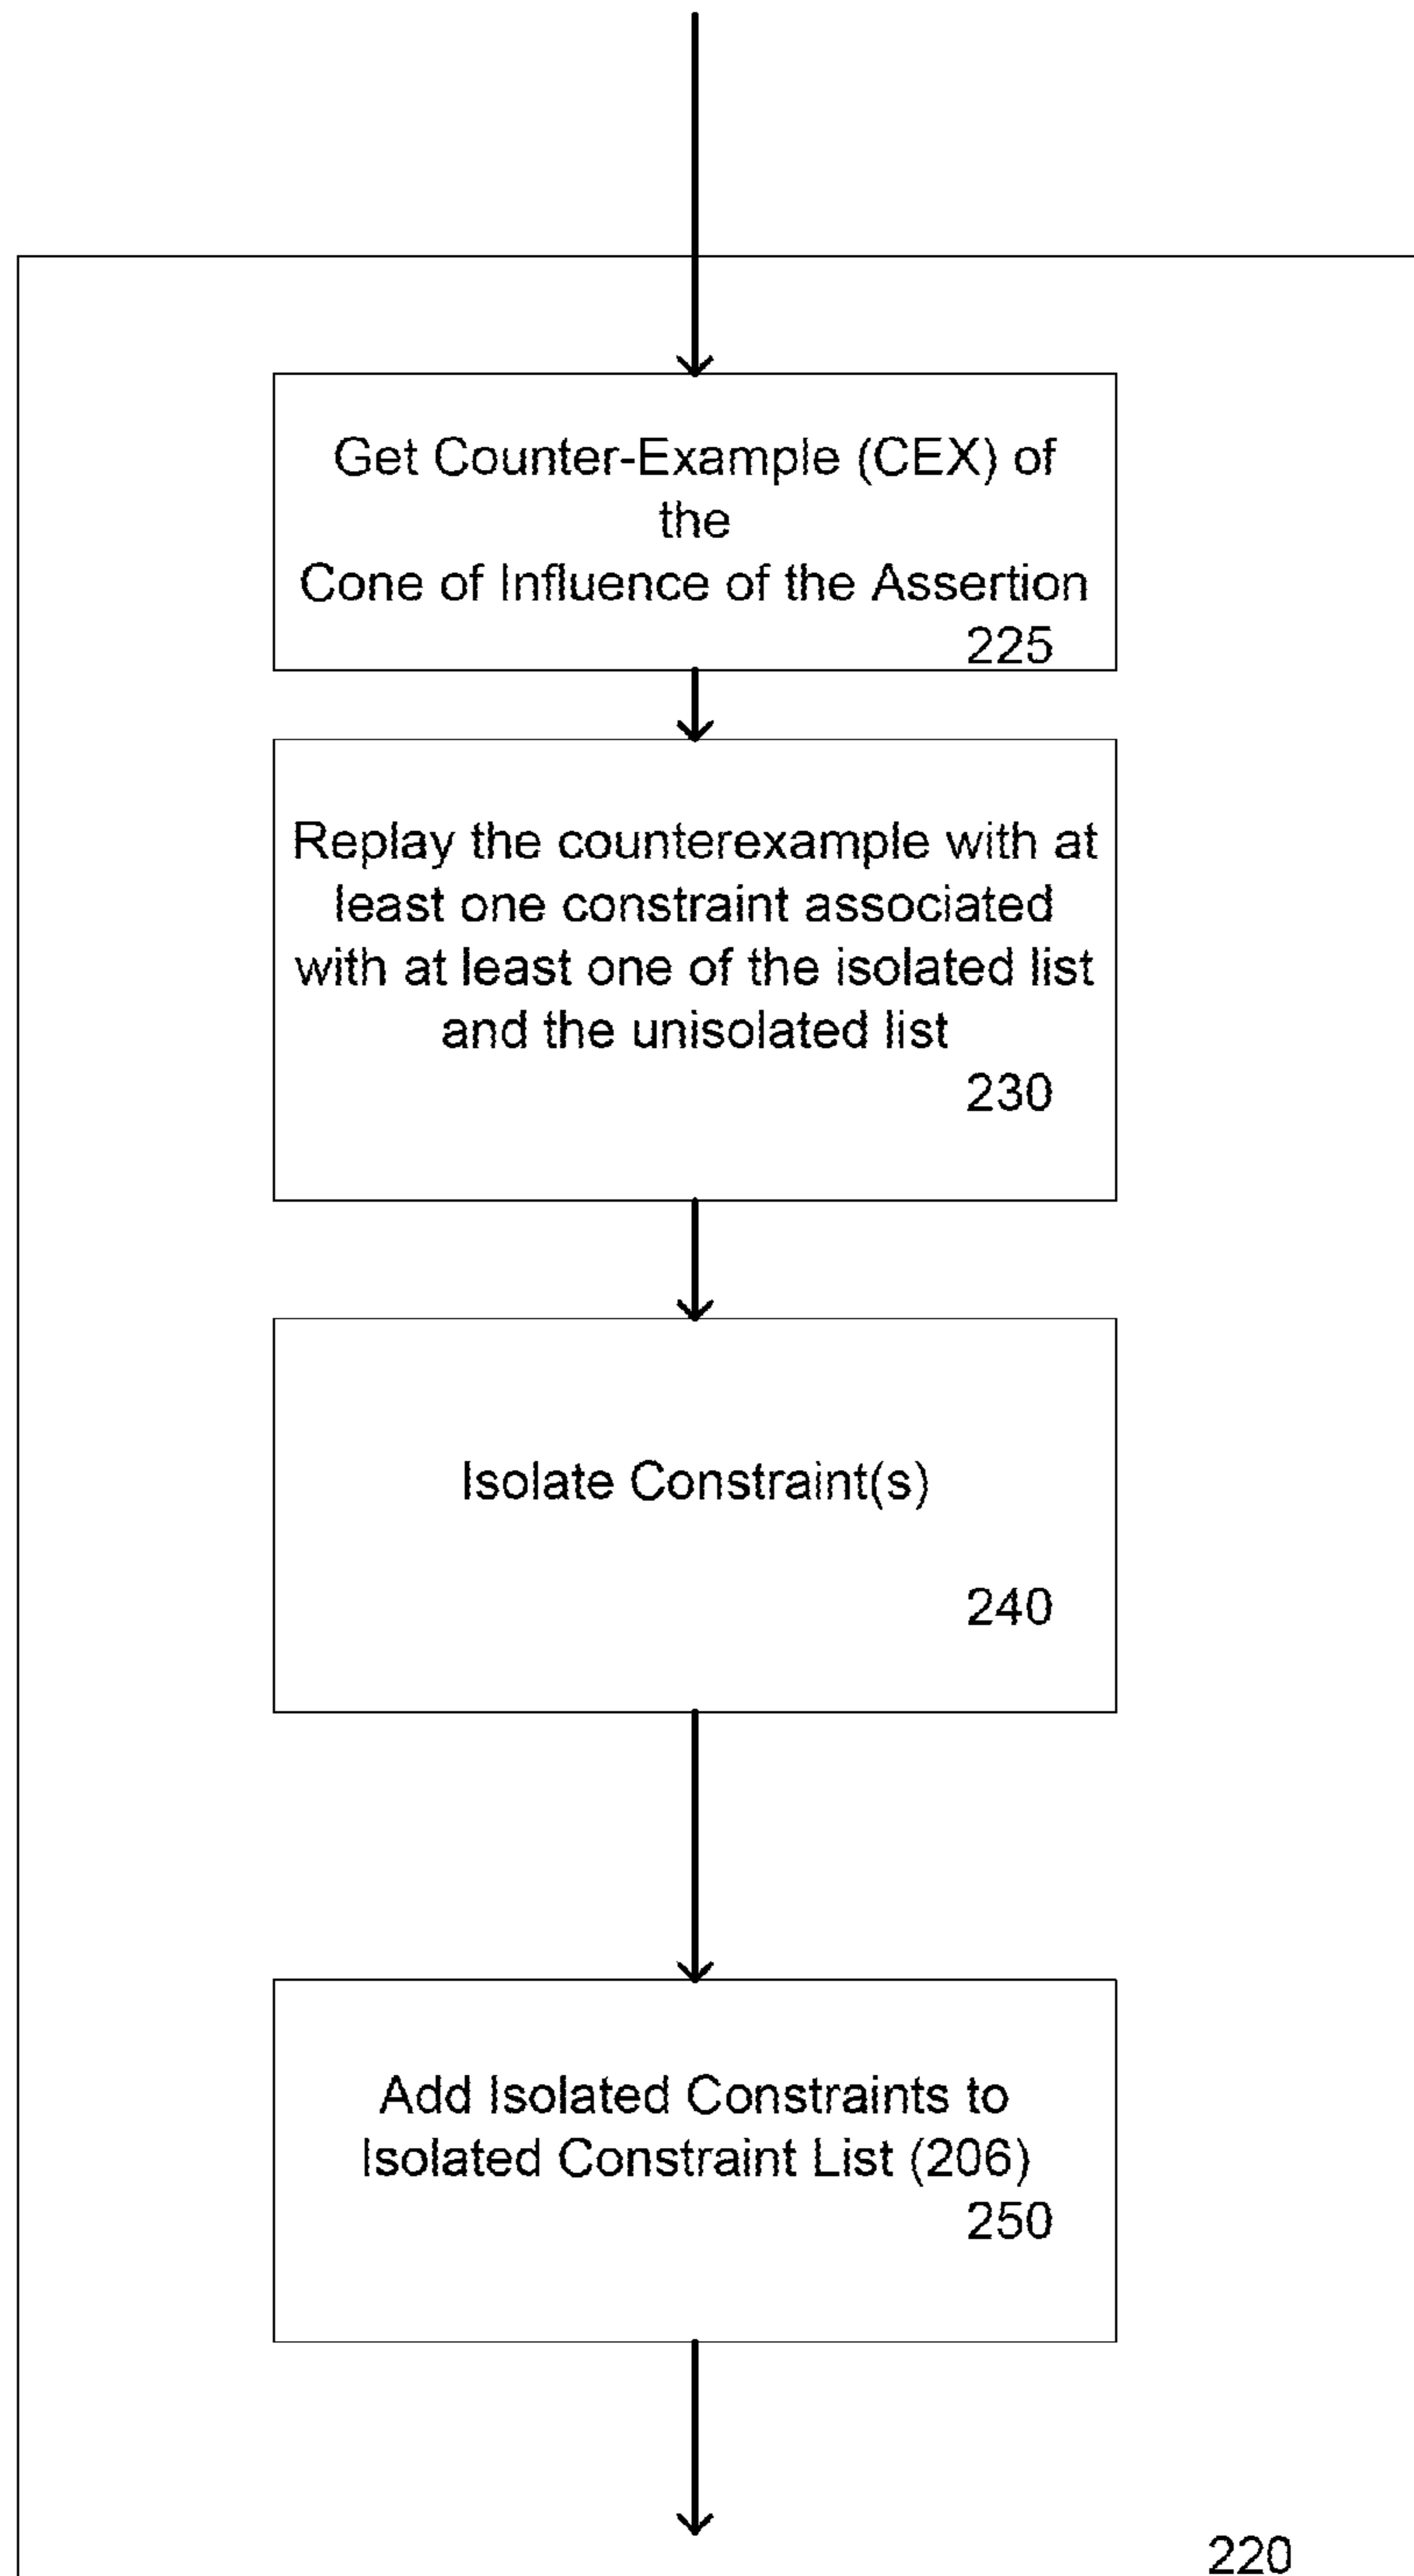 Get Counter-Example (CEX) of
the
Cone of Influence of the Assertion
225
Replay the counterexample with at
least one constraint associated
with at least one of the isolated list
and the unisolated list
230
Isolate Constraint(s)
240
Add Isolated Constraints to
Isolated Constraint List (206)
250
220